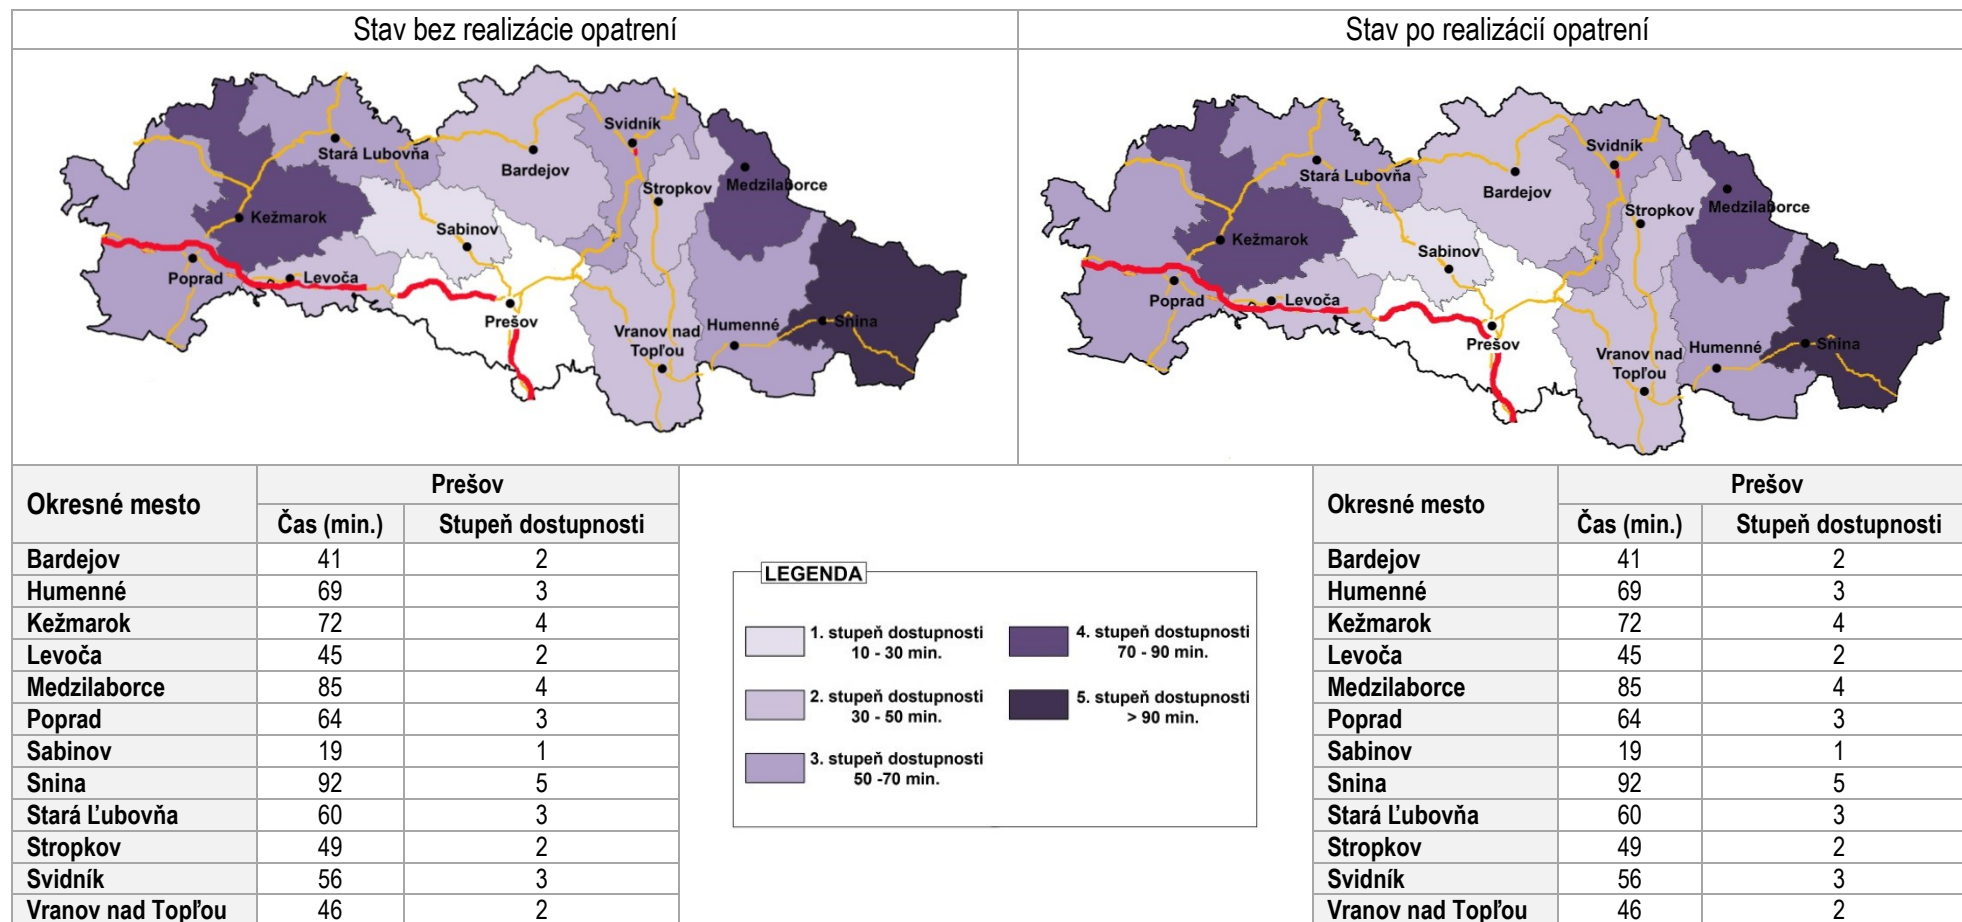 Stav bez realizácie opatrení
Stav po realizácií opatrení
Svidník
Stará Lubovňa
Bardejov
Stropkov
Medzilaborce
Kežmarok
Sabinov
Poprad
Levoča
Prešov
Vranov nad
Topľou
Humenné
Snina
Svidník
Stará Lubovňa
Bardejov
Stropkov
Medzilaborce
Kežmarok
Sabinov
Poprad
Levoča
Prešov
Vranov nad
Topľou
Humenné
Snina
Okresné mesto Prešov
Čas (min.) Stupeň dostupnosti
Bardejov 41 2
Humenné 69 3
Kežmarok 72 4
Levoča 45 2
Medzilaborce 85 4
Poprad 64 3
Sabinov 19 1
Snina 92 5
Stará Ľubovňa 60 3
Stropkov 49 2
Svidník 56 3
Vranov nad Topľou 46 2
LEGENDA
1. stupeň dostupnosti
10 - 30 min.
2. stupeň dostupnosti
30 - 50 min.
3. stupeň dostupnosti
50 -70 min.
4. stupeň dostupnosti
70 - 90 min.
5. stupeň dostupnosti
> 90 min.
Okresné mesto Prešov
Čas (min.) Stupeň dostupnosti
Bardejov 41 2
Humenné 69 3
Kežmarok 72 4
Levoča 45 2
Medzilaborce 85 4
Poprad 64 3
Sabinov 19 1
Snina 92 5
Stará Ľubovňa 60 3
Stropkov 49 2
Svidník 56 3
Vranov nad Topľou 46 2